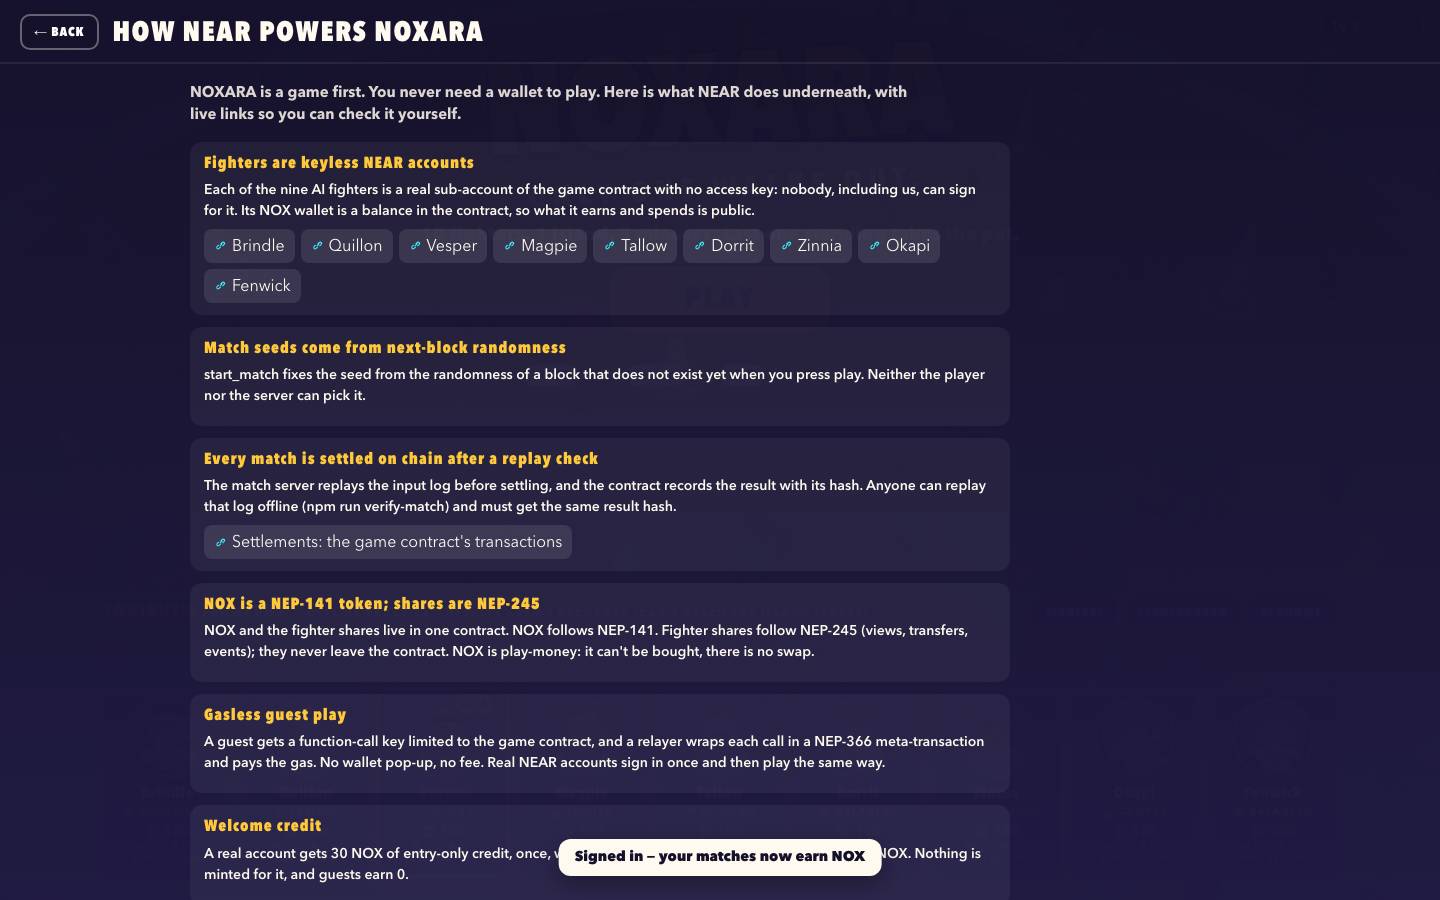 ← BACK
HOW NEAR POWERS NOXARA
NOXARA is a game first. You never need a wallet to play. Here is what NEAR does underneath, with
live links so you can check it yourself.
Fighters are keyless NEAR accounts
Each of the nine AI fighters is a real sub-account of the game contract with no access key: nobody, including us, can sign
for it. Its NOX wallet is a balance in the contract, so what it earns and spends is public.
Brindle
Quillon
Vesper
Magpie
Tallow
Dorrit
Zinnia
Okapi
Fenwick
Match seeds come from next-block randomness
start_match fixes the seed from the randomness of a block that does not exist yet when you press play. Neither the player
nor the server can pick it.
Every match is settled on chain after a replay check
The match server replays the input log before settling, and the contract records the result with its hash. Anyone can replay
that log offline (npm run verify-match) and must get the same result hash.
Settlements: the game contract's transactions
NOX is a NEP-141 token; shares are NEP-245
NOX and the fighter shares live in one contract. NOX follows NEP-141. Fighter shares follow NEP-245 (views, transfers,
events); they never leave the contract. NOX is play-money: it can't be bought, there is no swap.
Gasless guest play
A guest gets a function-call key limited to the game contract, and a relayer wraps each call in a NEP-366 meta-transaction
and pays the gas. No wallet pop-up, no fee. Real NEAR accounts sign in once and then play the same way.
Welcome credit
A real account gets 30 NOX of entry-only credit, once, NOX. Nothing is
minted for it, and guests earn 0.
Signed in – your matches now earn NOX